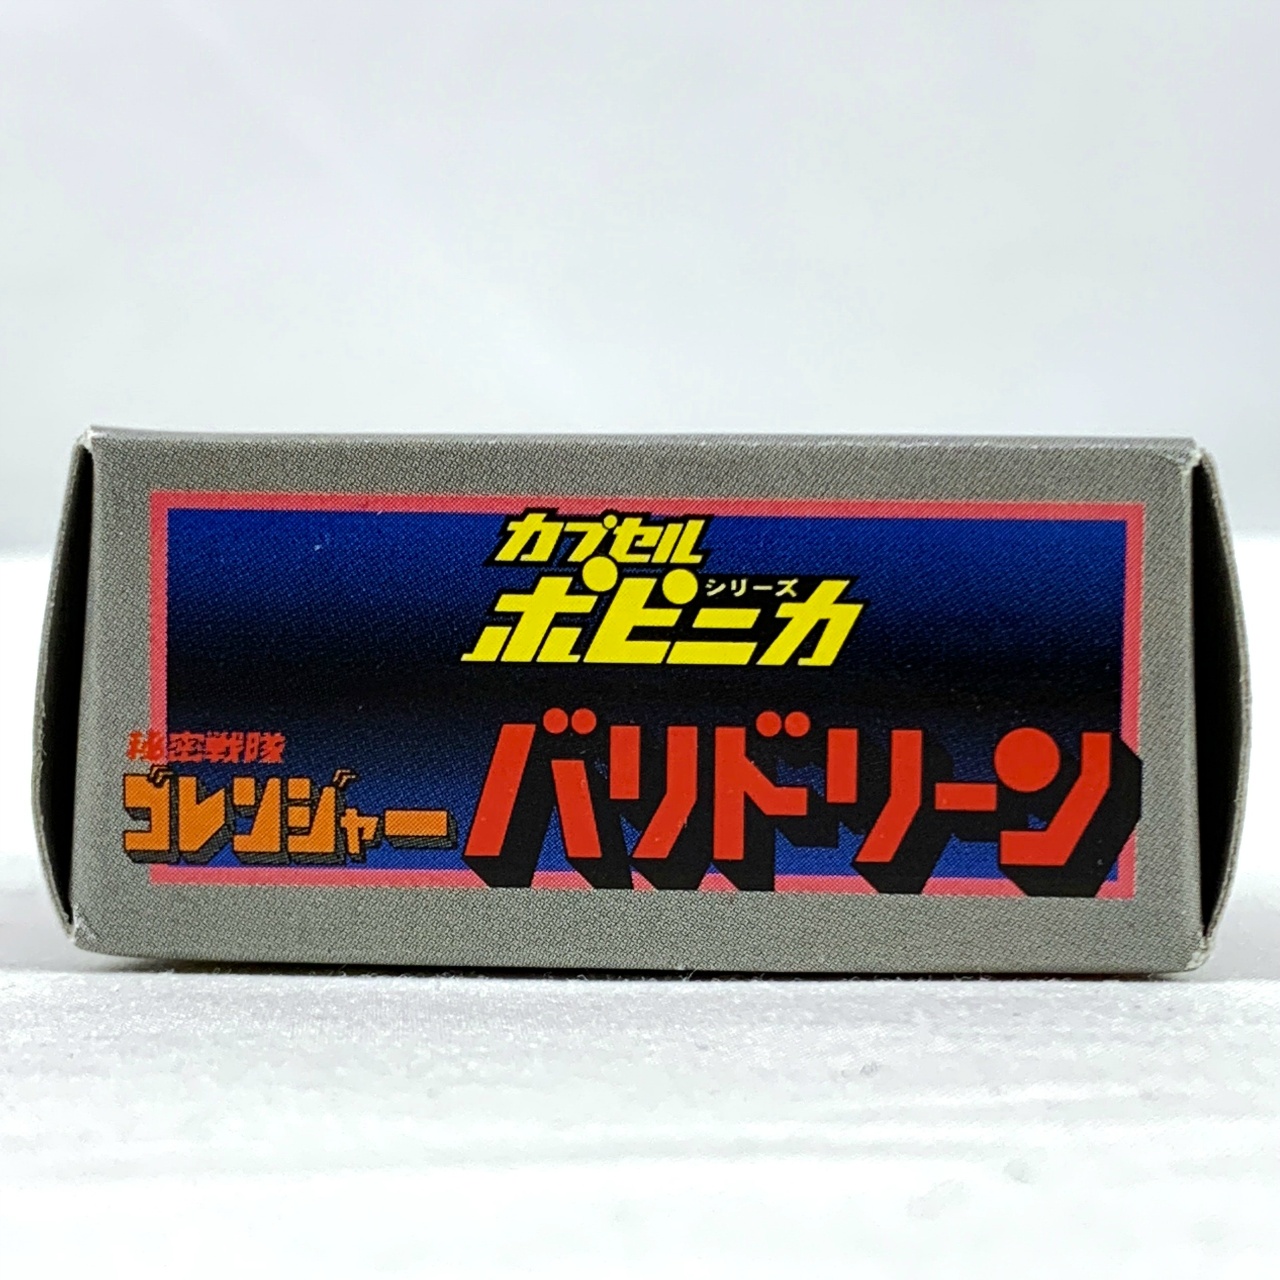 カプセル
ポピニカ シリーズ
秘密戦隊
ゴレンジャー
バリドリーン